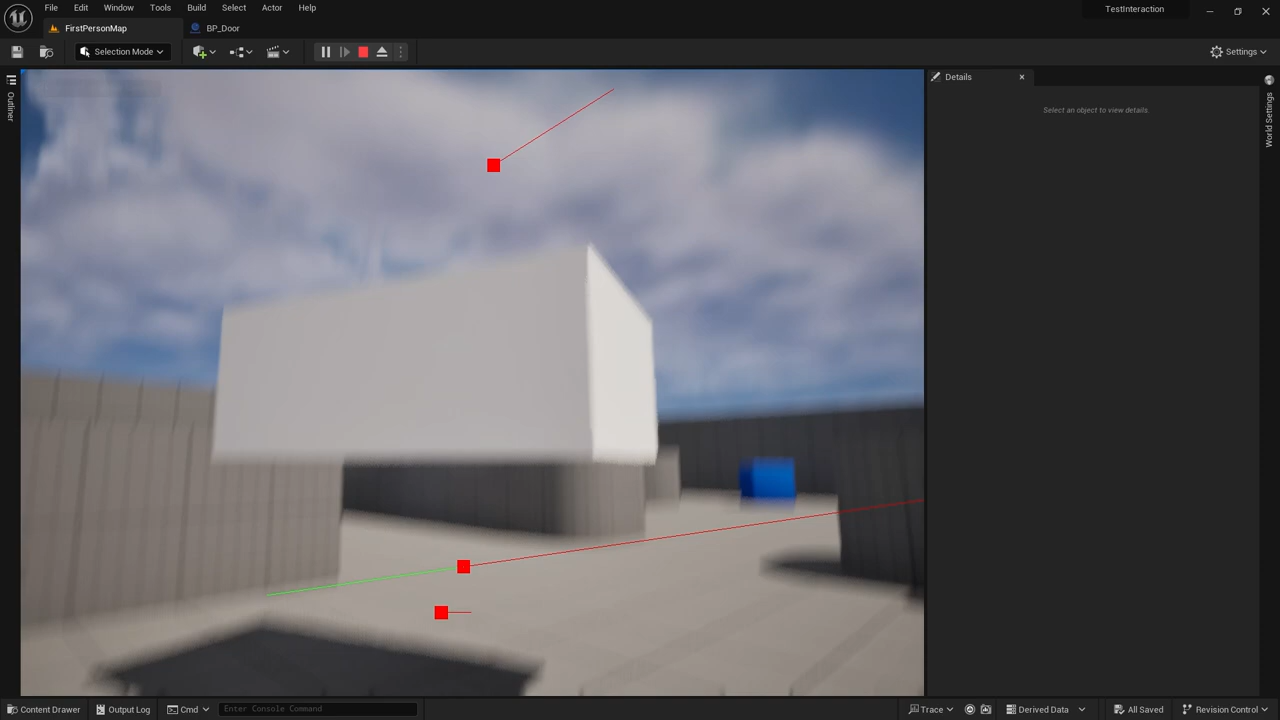 File Edit Window Tools Build Select Actor Help
TestInteraction
FirstPersonMap
BP_Door
Selection Mode
Settings
Outliner
Details
Select an object to view details.
World Settings
Content Drawer
Output Log
Cmd
Enter Console Command
Trace
Derived Data
All Saved
Revision Control